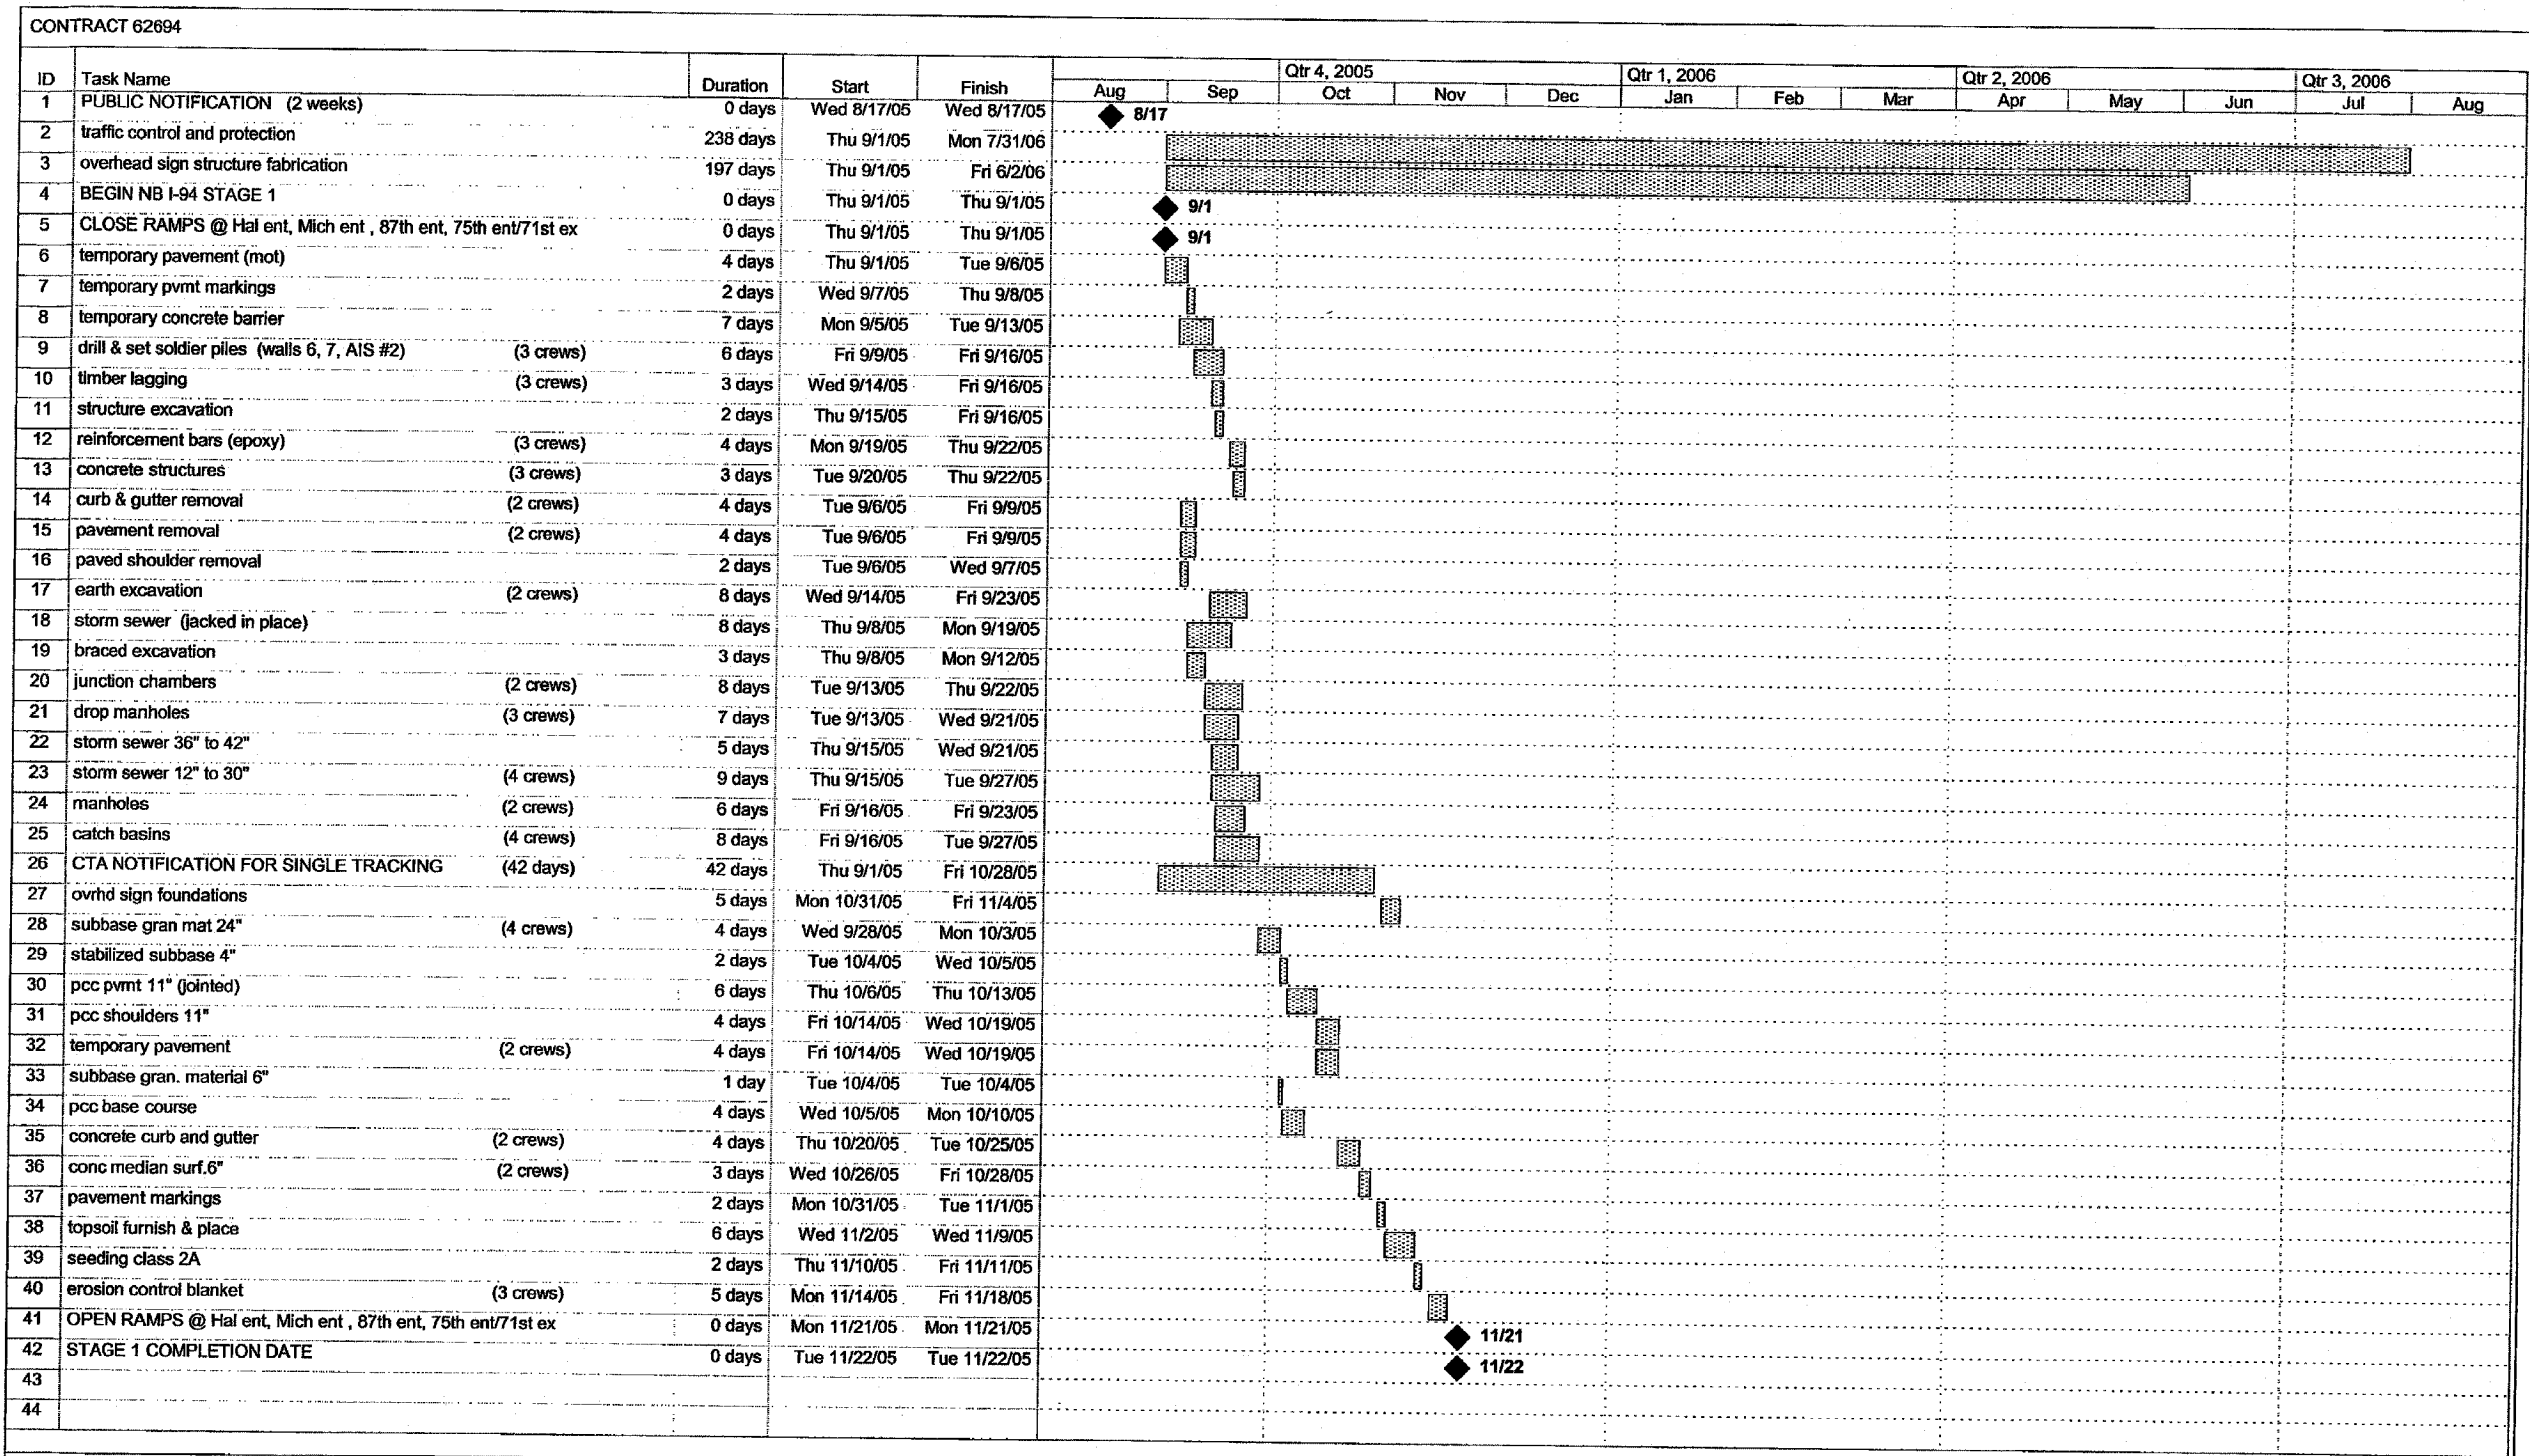 CONTRACT 62694
Qtr 4, 2005 Qtr 1, 2006 Qtr 2, 2006 Qtr 3, 2006
ID Task Name Duration Start Finish Aug Sep Oct Nov Dec Jan Feb Mar Apr May Jun Jul Aug
1 PUBLIC NOTIFICATION (2 weeks) 0 days Wed 8/17/05 Wed 8/17/05 8/17
2 traffic control and protection 238 days Thu 9/1/05 Mon 7/31/06
3 overhead sign structure fabrication 197 days Thu 9/1/05 Fri 6/2/06
4 BEGIN NB I-94 STAGE 1 0 days Thu 9/1/05 Thu 9/1/05 9/1
5 CLOSE RAMPS @ Hal ent, Mich ent , 87th ent, 75th ent/71st ex 0 days Thu 9/1/05 Thu 9/1/05 9/1
6 temporary pavement (mot) 4 days Thu 9/1/05 Tue 9/6/05
7 temporary pvmt markings 2 days Wed 9/7/05 Thu 9/8/05
8 temporary concrete barrier 7 days Mon 9/5/05 Tue 9/13/05
9 drill & set soldier piles (walls 6, 7, AIS #2) (3 crews) 6 days Fri 9/9/05 Fri 9/16/05
10 timber lagging (3 crews) 3 days Wed 9/14/05 Fri 9/16/05
11 structure excavation 2 days Thu 9/15/05 Fri 9/16/05
12 reinforcement bars (epoxy) (3 crews) 4 days Mon 9/19/05 Thu 9/22/05
13 concrete structures (3 crews) 3 days Tue 9/20/05 Thu 9/22/05
14 curb & gutter removal (2 crews) 4 days Tue 9/6/05 Fri 9/9/05
15 pavement removal (2 crews) 4 days Tue 9/6/05 Fri 9/9/05
16 paved shoulder removal 2 days Tue 9/6/05 Wed 9/7/05
17 earth excavation (2 crews) 8 days Wed 9/14/05 Fri 9/23/05
18 storm sewer (jacked in place) 8 days Thu 9/8/05 Mon 9/19/05
19 braced excavation 3 days Thu 9/8/05 Mon 9/12/05
20 junction chambers (2 crews) 8 days Tue 9/13/05 Thu 9/22/05
21 drop manholes (3 crews) 7 days Tue 9/13/05 Wed 9/21/05
22 storm sewer 36" to 42" 5 days Thu 9/15/05 Wed 9/21/05
23 storm sewer 12" to 30" (4 crews) 9 days Thu 9/15/05 Tue 9/27/05
24 manholes (2 crews) 6 days Fri 9/16/05 Fri 9/23/05
25 catch basins (4 crews) 8 days Fri 9/16/05 Tue 9/27/05
26 CTA NOTIFICATION FOR SINGLE TRACKING (42 days) 42 days Thu 9/1/05 Fri 10/28/05
27 ovrhd sign foundations 5 days Mon 10/31/05 Fri 11/4/05
28 subbase gran mat 24" (4 crews) 4 days Wed 9/28/05 Mon 10/3/05
29 stabilized subbase 4" 2 days Tue 10/4/05 Wed 10/5/05
30 pcc pvmt 11" (jointed) 6 days Thu 10/6/05 Thu 10/13/05
31 pcc shoulders 11" 4 days Fri 10/14/05 Wed 10/19/05
32 temporary pavement (2 crews) 4 days Fri 10/14/05 Wed 10/19/05
33 subbase gran. material 6" 1 day Tue 10/4/05 Tue 10/4/05
34 pcc base course 4 days Wed 10/5/05 Mon 10/10/05
35 concrete curb and gutter (2 crews) 4 days Thu 10/20/05 Tue 10/25/05
36 conc median surf.6" (2 crews) 3 days Wed 10/26/05 Fri 10/28/05
37 pavement markings 2 days Mon 10/31/05 Tue 11/1/05
38 topsoil furnish & place 6 days Wed 11/2/05 Wed 11/9/05
39 seeding class 2A 2 days Thu 11/10/05 Fri 11/11/05
40 erosion control blanket (3 crews) 5 days Mon 11/14/05 Fri 11/18/05
41 OPEN RAMPS @ Hal ent, Mich ent , 87th ent, 75th ent/71st ex 0 days Mon 11/21/05 Mon 11/21/05 11/21
42 STAGE 1 COMPLETION DATE 0 days Tue 11/22/05 Tue 11/22/05 11/22
43
44